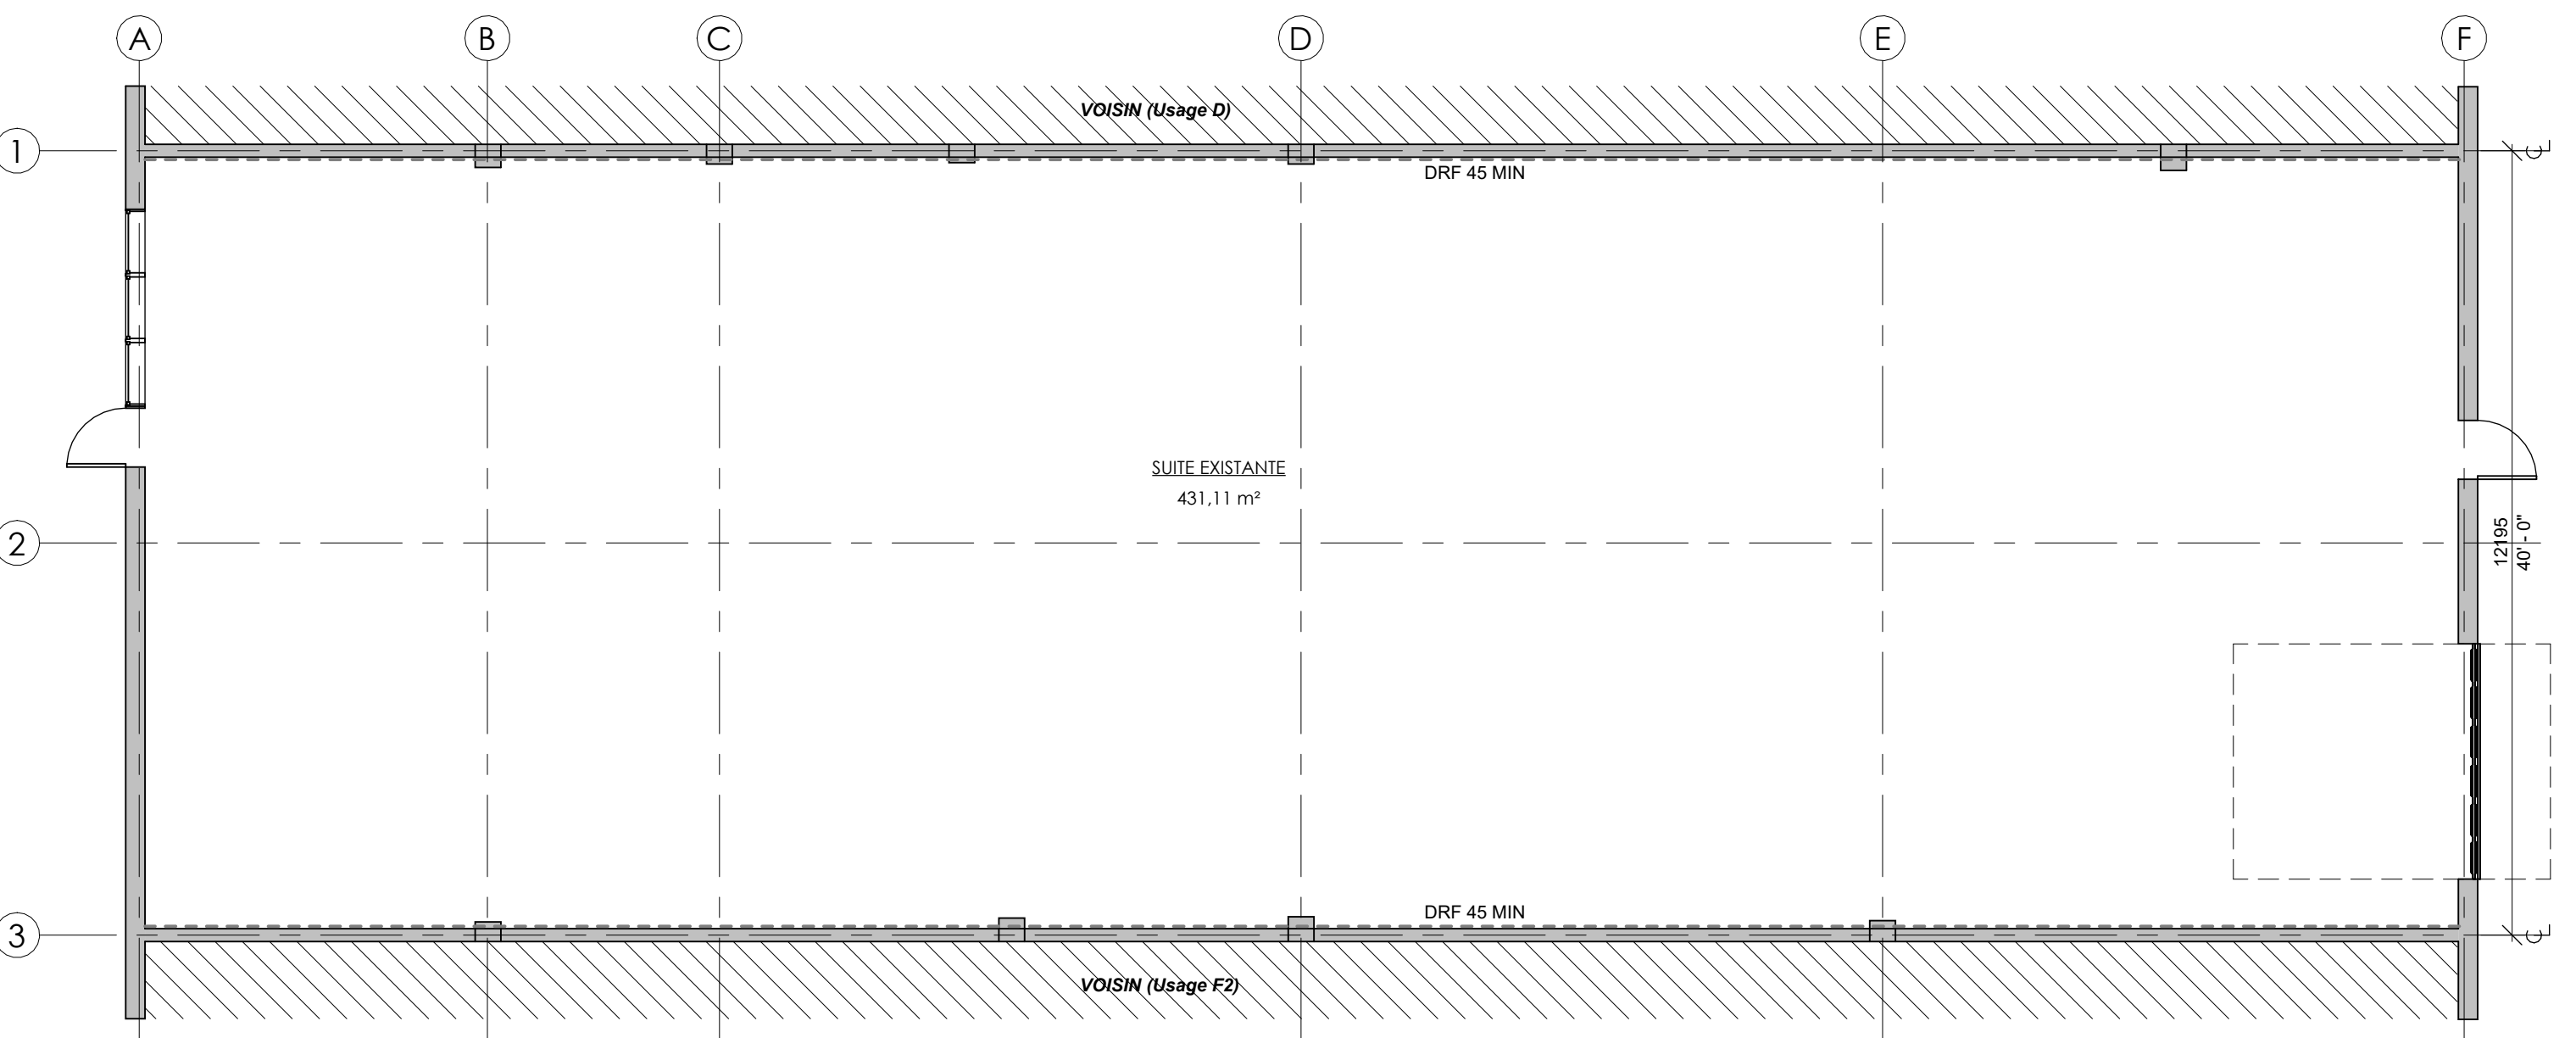 A
B
C
D
E
F
VOISIN (Usage D)
1
DRF 45 MIN
SUITE EXISTANTE
431,11 m²
2
12195
40' - 0"
DRF 45 MIN
3
VOISIN (Usage F2)